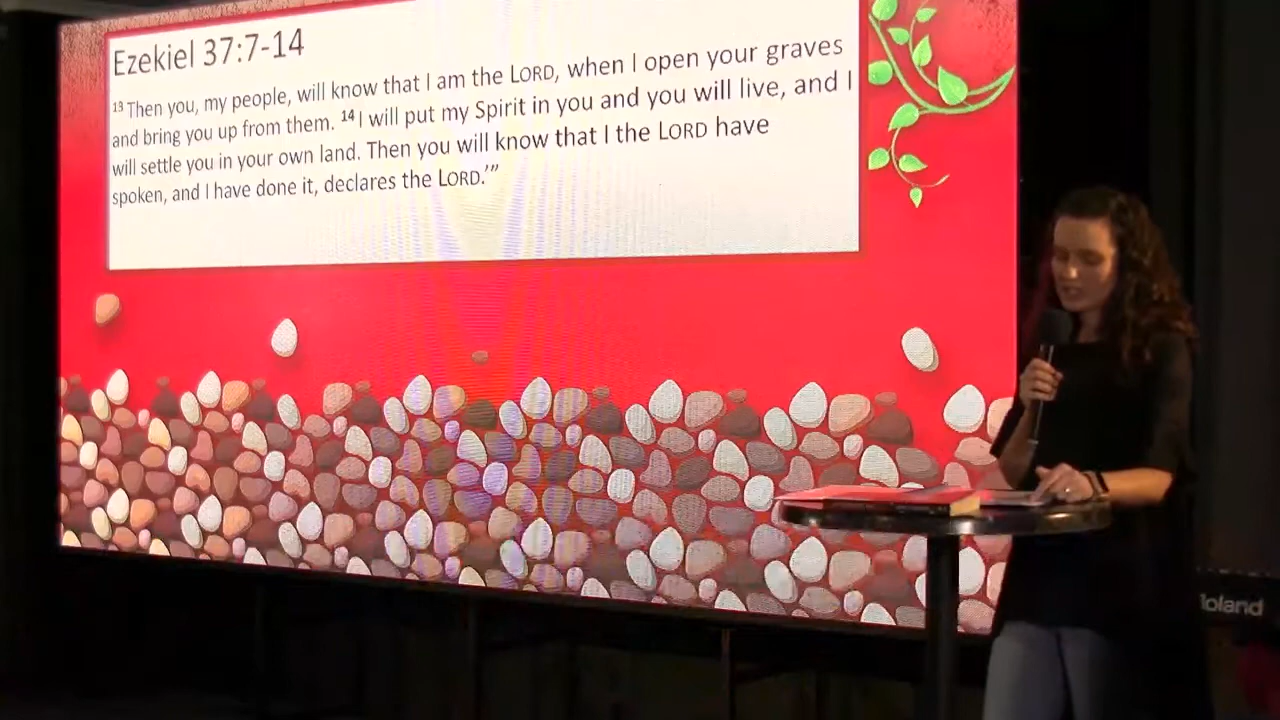 Ezekiel 37:7-14
13 Then you, my people, will know that I am the LORD, when I open your graves
and bring you up from them. 14 I will put my Spirit in you and you will live, and I
will settle you in your own land. Then you will know that I the LORD have
spoken, and I have done it, declares the LORD.’”
Roland